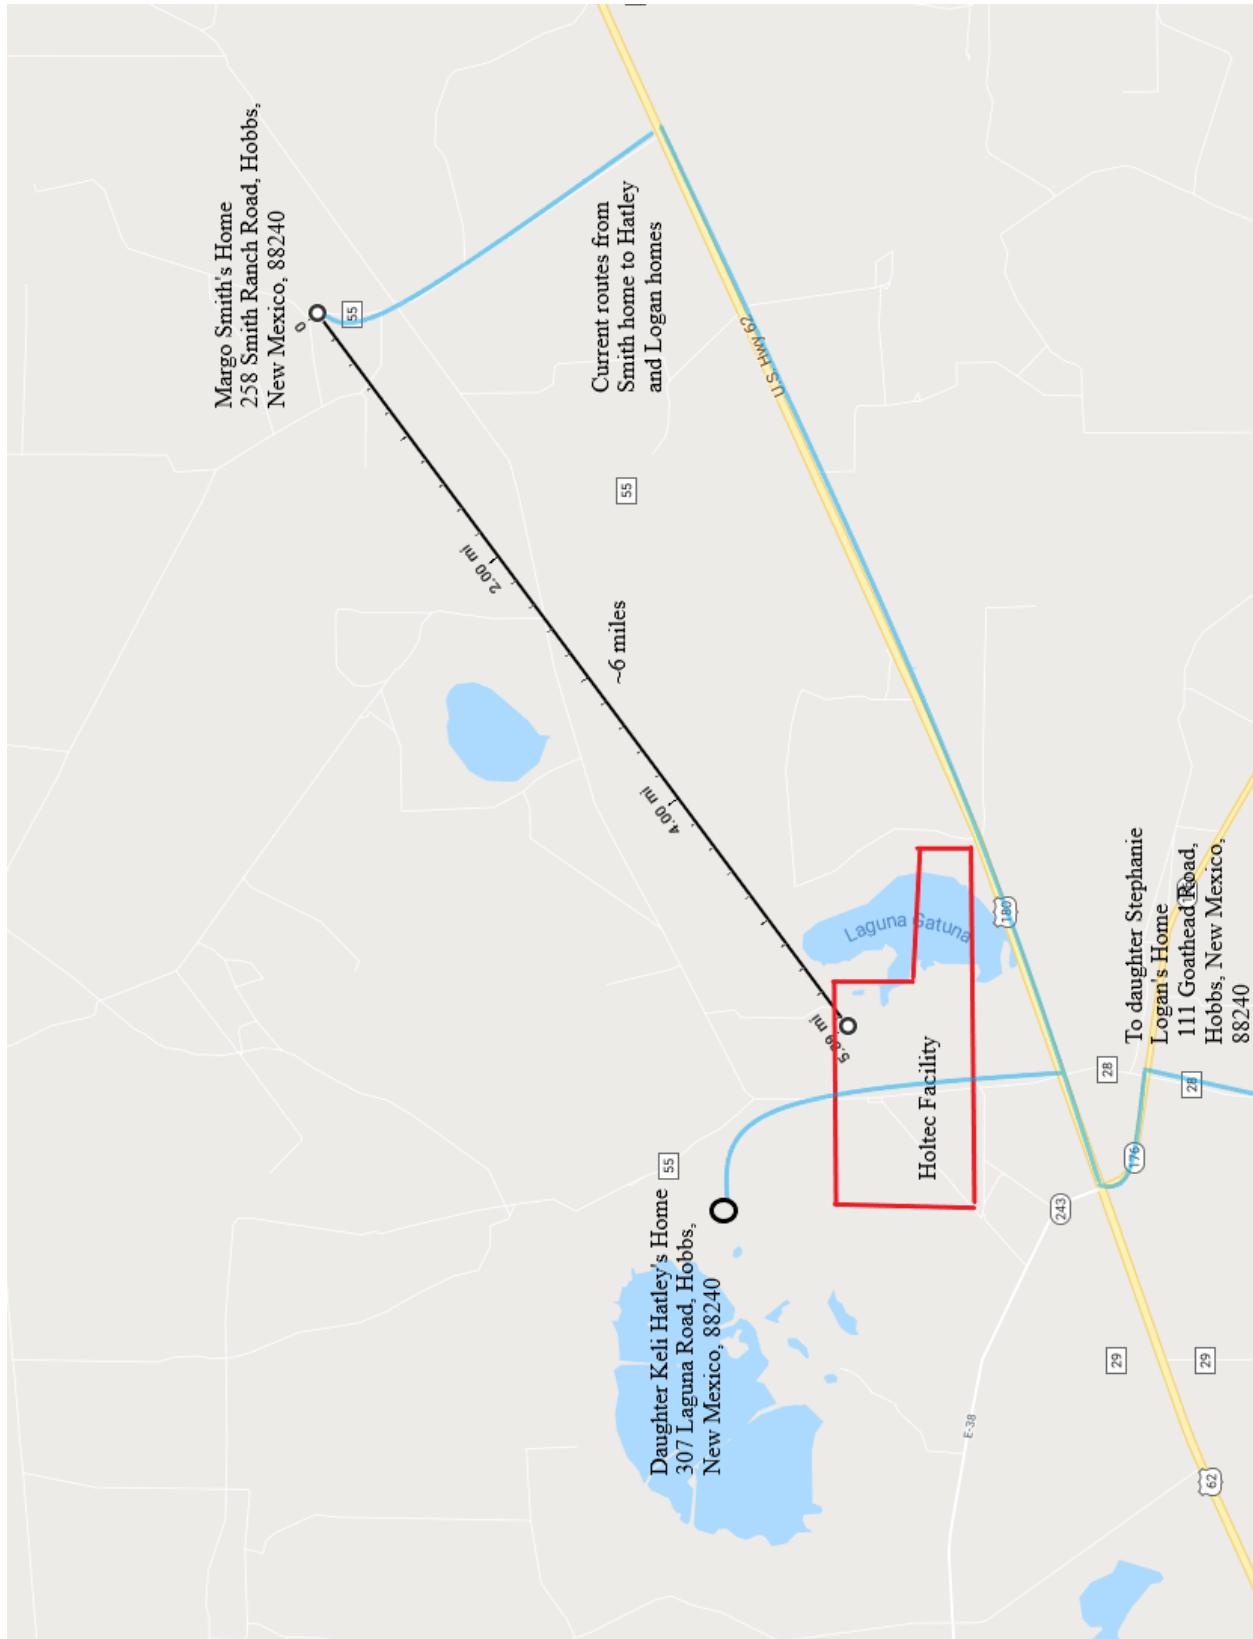 Margo Smith's Home
258 Smith Ranch Road, Hobbs,
New Mexico, 88240
0
55
2.00 mi
Current routes from
Smith home to Hatley
and Logan homes
~6 miles
55
4.00 mi
U.S. Hwy 62
Daughter Keli Hatley's Home
307 Laguna Road, Hobbs,
New Mexico, 88240
55
5.89 mi
Laguna Gatuna
Holtec Facility
E-38
180
243
28
29
176
To daughter Stephanie
Logan's Home
111 Goathead Road,
Hobbs, New Mexico,
88240
28
29
62